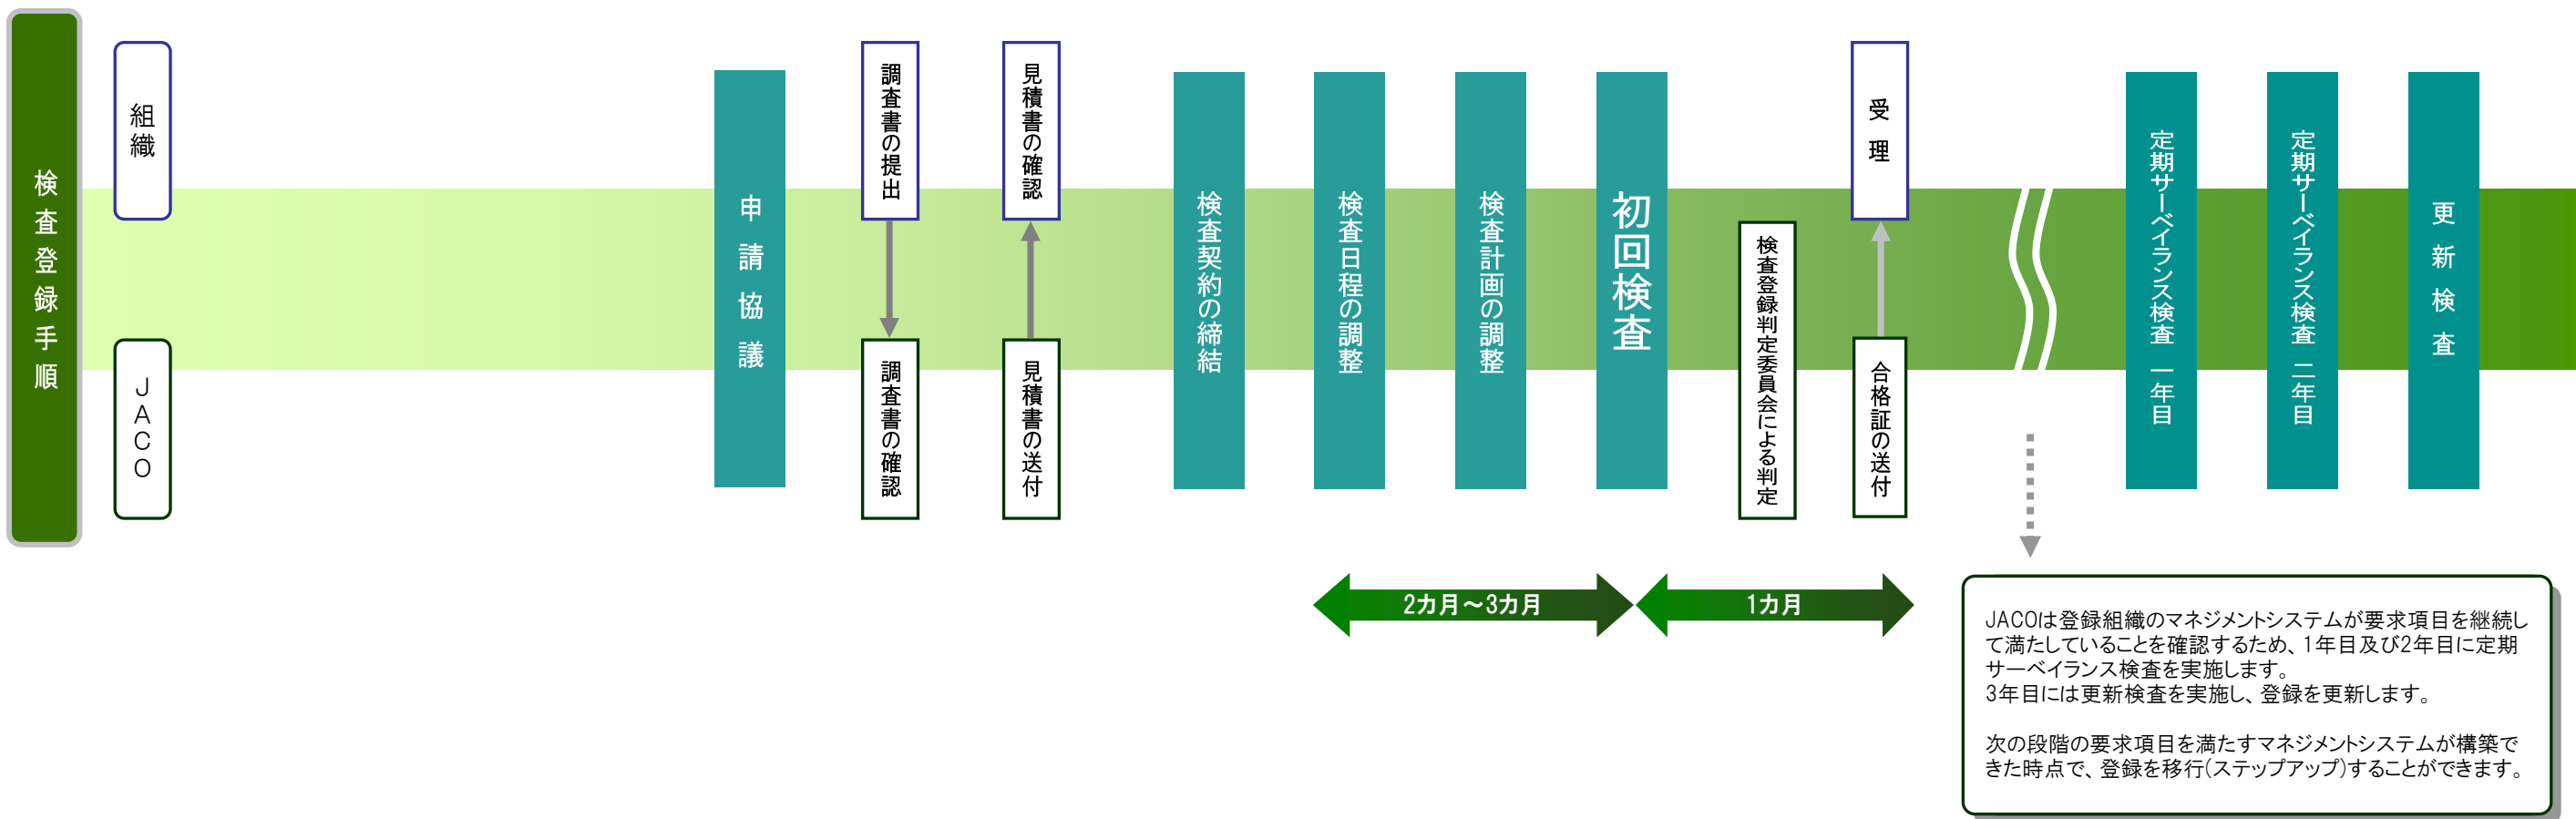 検査登録手順
組織
JACO
申請協議
調査書の提出
調査書の確認
見積書の確認
見積書の送付
検査契約の締結
検査日程の調整
検査計画の調整
初回検査
検査登録判定委員会による判定
受理
合格証の送付
定期サーベイランス検査 一年目
定期サーベイランス検査 二年目
更新検査
2カ月～3カ月
1カ月
JACOは登録組織のマネジメントシステムが要求項目を継続し
て満たしていることを確認するため、1年目及び2年目に定期
サーベイランス検査を実施します。
3年目には更新検査を実施し、登録を更新します。
次の段階の要求項目を満たすマネジメントシステムが構築で
きた時点で、登録を移行(ステップアップ)することができます。